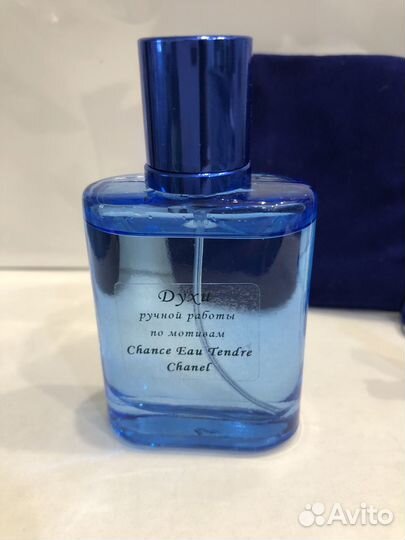 Духи
ручной работы
по мотивам
Chance Eau Tendre
Chanel
Avito